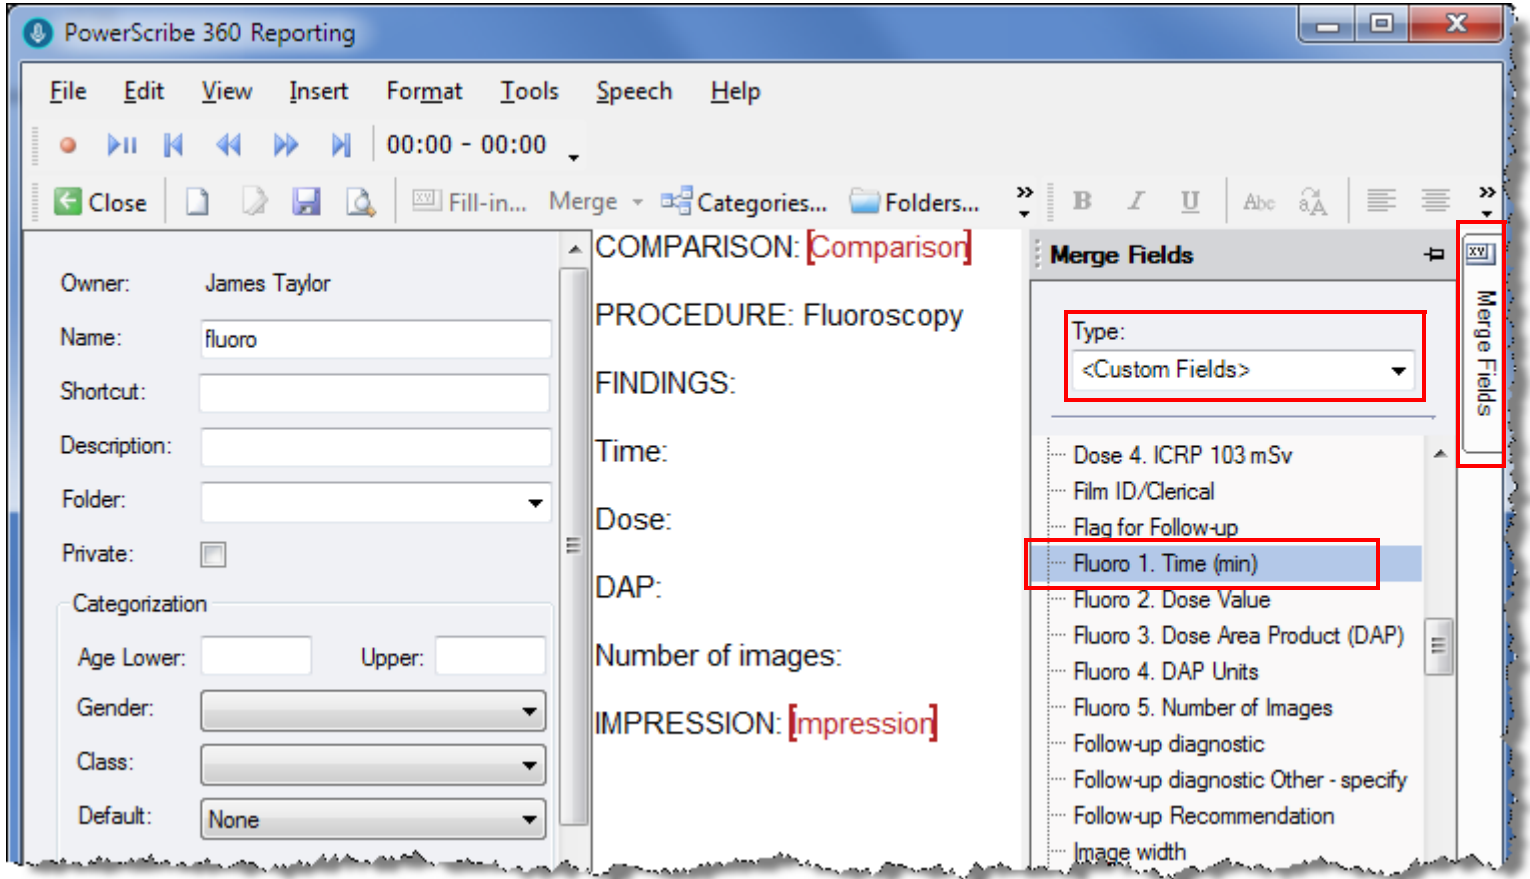 PowerScribe 360 Reporting
File Edit View Insert Format Tools Speech Help
00:00 - 00:00
Close Fill-in... Merge Categories... Folders... B I U Abc
Owner: James Taylor
Name: fluoro
Shortcut:
Description:
Folder:
Private:
Categorization
Age Lower: Upper:
Gender:
Class:
Default: None
COMPARISON: [Comparison]
PROCEDURE: Fluoroscopy
FINDINGS:
Time:
Dose:
DAP:
Number of images:
IMPRESSION: [Impression]
Merge Fields
Type:
<Custom Fields>
Dose 4. ICRP 103 mSv
Film ID/Clerical
Flag for Follow-up
Fluoro 1. Time (min)
Fluoro 2. Dose Value
Fluoro 3. Dose Area Product (DAP)
Fluoro 4. DAP Units
Fluoro 5. Number of Images
Follow-up diagnostic
Follow-up diagnostic Other - specify
Follow-up Recommendation
Image width
Merge Fields